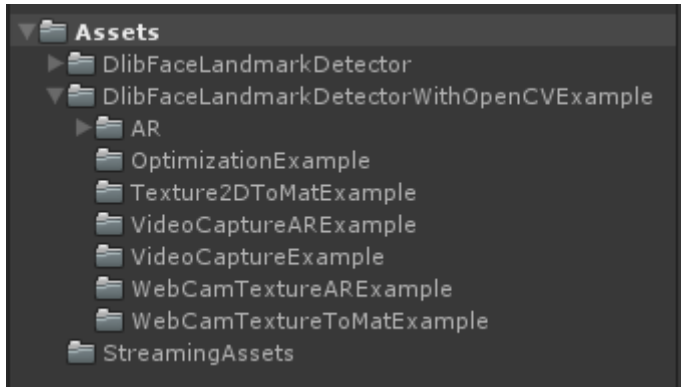 Assets
DlibFaceLandmarkDetector
DlibFaceLandmarkDetectorWithOpenCVExample
AR
OptimizationExample
Texture2DToMatExample
VideoCaptureARExample
VideoCaptureExample
WebCamTextureARExample
WebCamTextureToMatExample
StreamingAssets